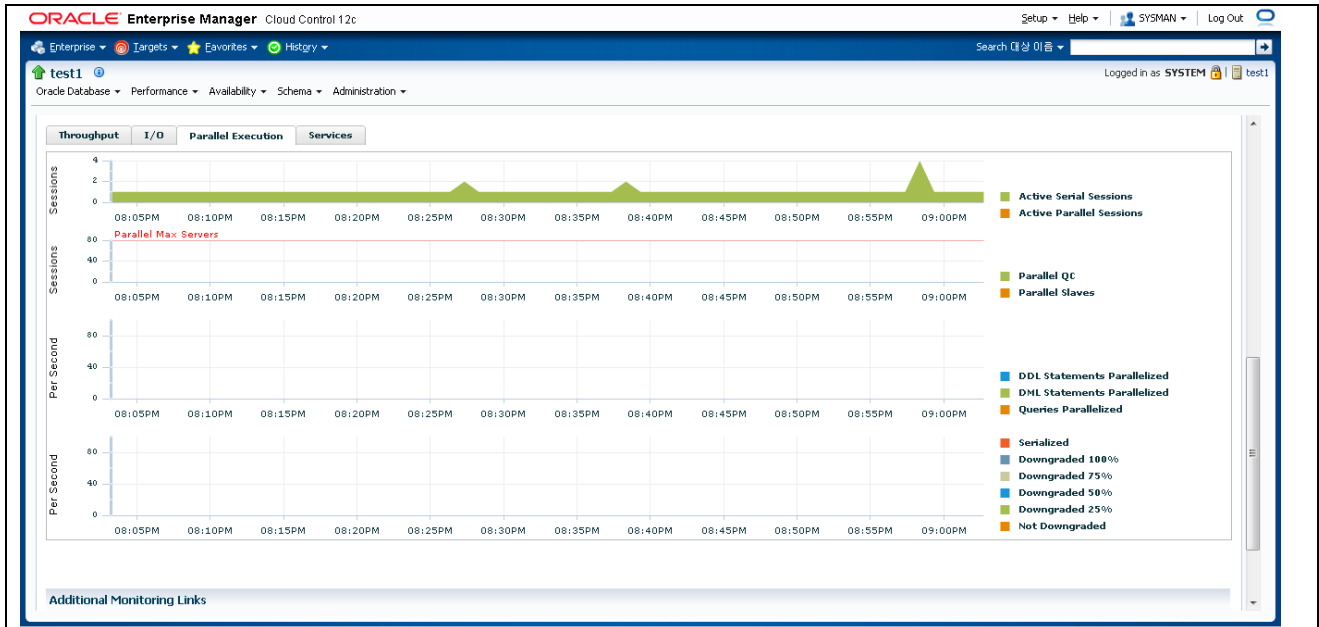 ORACLE Enterprise Manager Cloud Control 12c
Setup Help SYSMAN Log Out
Enterprise Targets Favorites History
Search 대상 이름
test1
Logged in as SYSTEM test1
Oracle Database Performance Availability Schema Administration
Throughput I/O Parallel Execution Services
Sessions
4
2
0
08:05PM 08:10PM 08:15PM 08:20PM 08:25PM 08:30PM 08:35PM 08:40PM 08:45PM 08:50PM 08:55PM 09:00PM
Active Serial Sessions
Active Parallel Sessions
Parallel Max Servers
Sessions
80
40
0
08:05PM 08:10PM 08:15PM 08:20PM 08:25PM 08:30PM 08:35PM 08:40PM 08:45PM 08:50PM 08:55PM 09:00PM
Parallel QC
Parallel Slaves
Per Second
80
40
0
08:05PM 08:10PM 08:15PM 08:20PM 08:25PM 08:30PM 08:35PM 08:40PM 08:45PM 08:50PM 08:55PM 09:00PM
DDL Statements Parallelized
DML Statements Parallelized
Queries Parallelized
Per Second
80
40
0
08:05PM 08:10PM 08:15PM 08:20PM 08:25PM 08:30PM 08:35PM 08:40PM 08:45PM 08:50PM 08:55PM 09:00PM
Serialized
Downgraded 100%
Downgraded 75%
Downgraded 50%
Downgraded 25%
Not Downgraded
Additional Monitoring Links